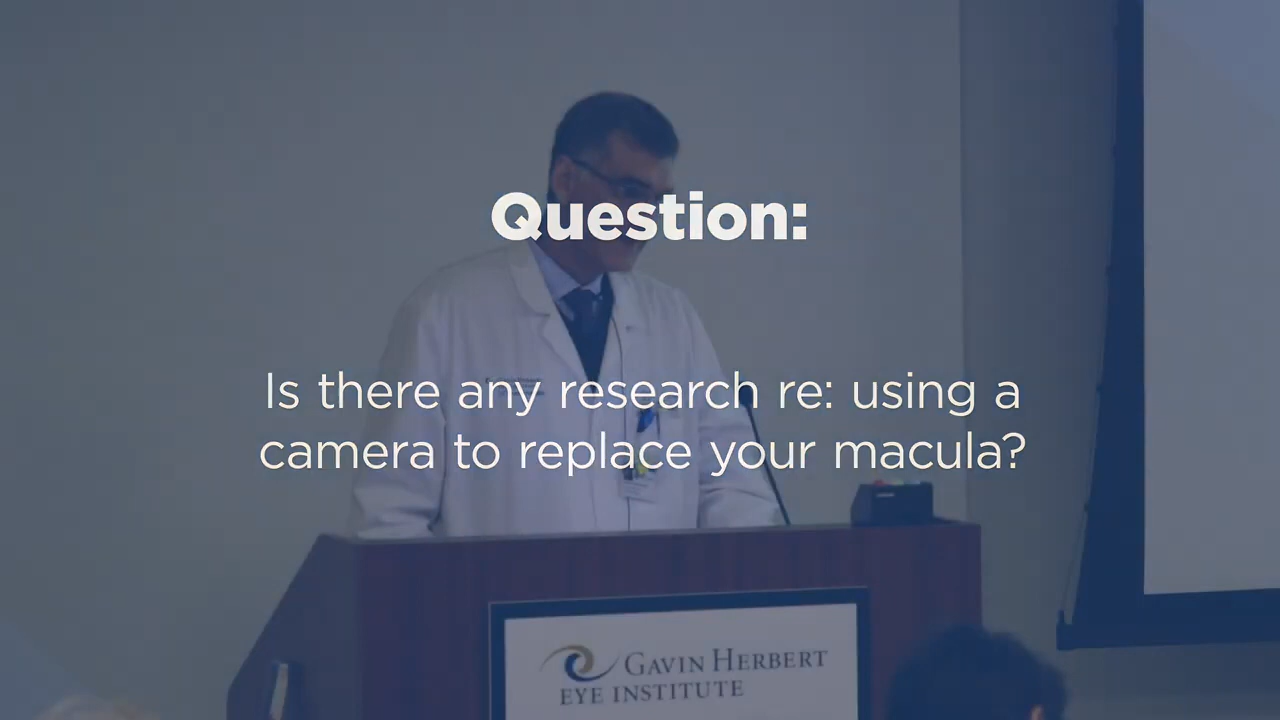 Question:
Is there any research re: using a
camera to replace your macula?
GAVIN HERBERT
EYE INSTITUTE